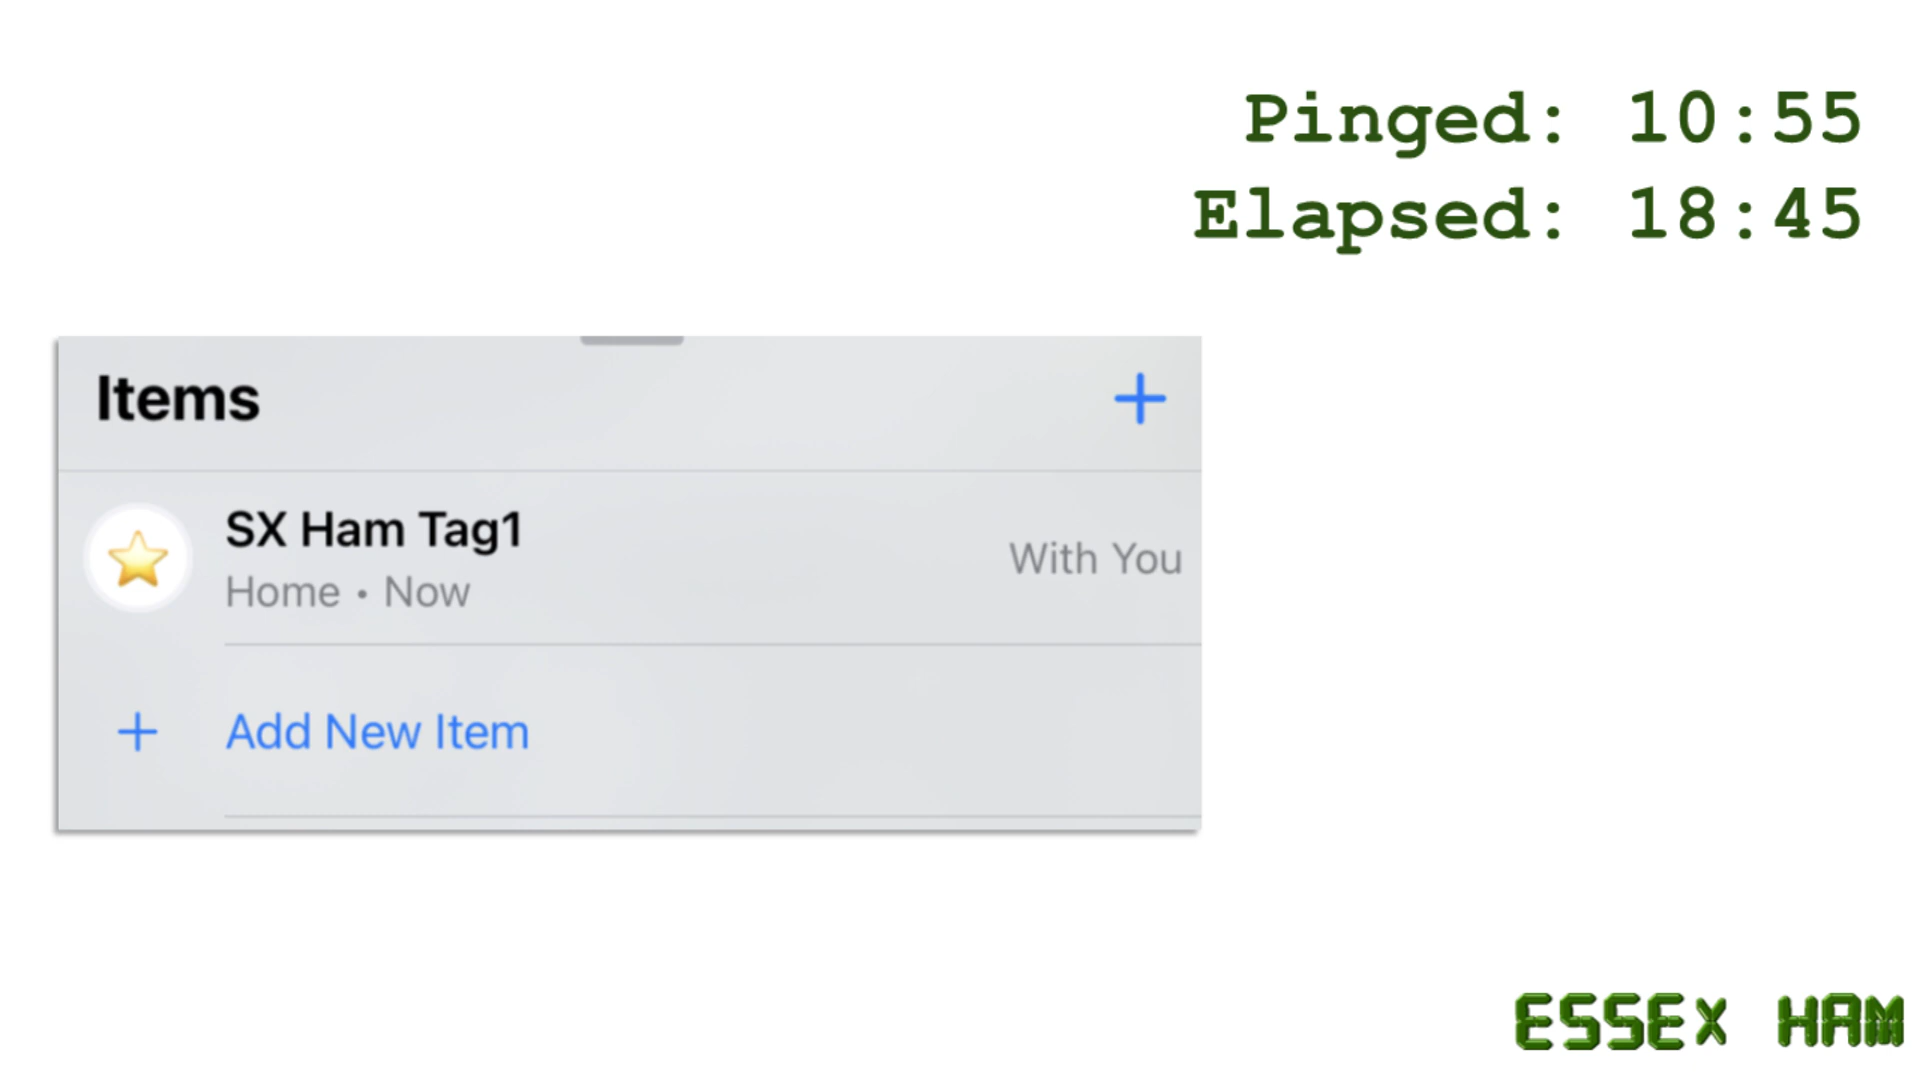 Pinged: 10:55
Elapsed: 18:45
Items
SX Ham Tag1
Home • Now
With You
Add New Item
ESSEX HAM